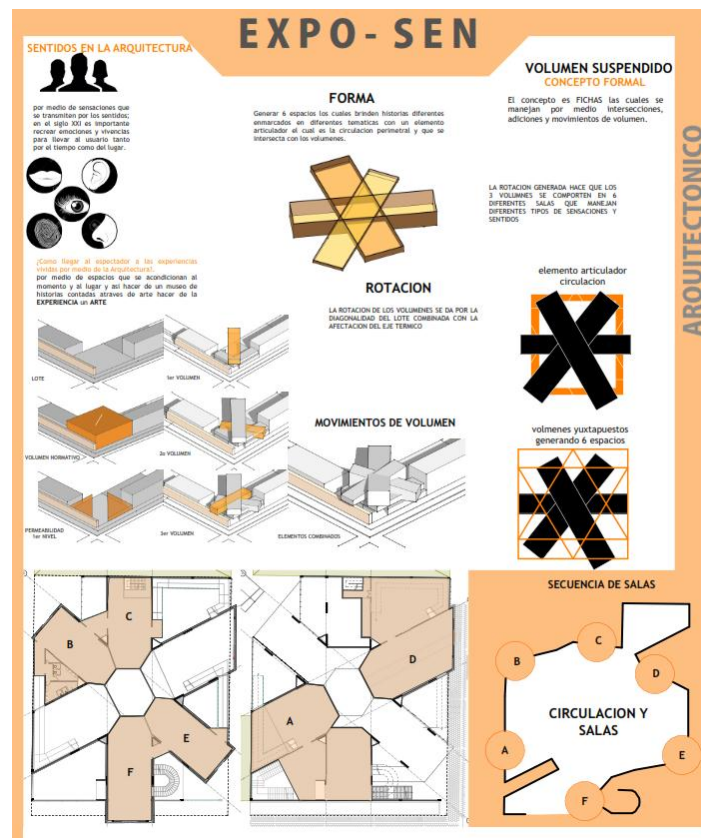 EXPO-SEN
SENTIDOS EN LA ARQUITECTURA
por medio de sensaciones que
se transmiten por los sentidos;
en el siglo XXI es importante
recrear emociones y vivencias
para llevar al usuario tanto
por el tiempo como del lugar.
¡Como llegar al espectador a las experiencias
vividas por medio de la Arquitectura!.
por medio de espacios que se acondicionan al
momento y al lugar y asi hacer de un museo de
historias contadas atraves de arte hacer de la
EXPERIENCIA un ARTE
LOTE
1er VOLUMEN
VOLUMEN NORMATIVO
2o VOLUMEN
PERMEABILIDAD
1er NIVEL
3er VOLUMEN
FORMA
Generar 6 espacios los cuales brinden historias diferentes
enmarcados en diferentes tematicas con un elemento
articulador el cual es la circulacion perimetral y que se
intersecta con los volumenes.
ROTACION
LA ROTACION DE LOS VOLUMENES SE DA POR LA
DIAGONALIDAD DEL LOTE COMBINADA CON LA
AFECTACION DEL EJE TERMICO
MOVIMIENTOS DE VOLUMEN
ELEMENTOS COMBINADOS
VOLUMEN SUSPENDIDO
CONCEPTO FORMAL
El concepto es FICHAS las cuales se
manejan por medio intersecciones,
adiciones y movimientos de volumen.
LA ROTACION GENERADA HACE QUE LOS
3 VOLUMNES SE COMPORTEN EN 6
DIFERENTES SALAS QUE MANEJAN
DIFERENTES TIPOS DE SENSACIONES Y
SENTIDOS
elemento articulador
circulacion
volmenes yuxtapuestos
generando 6 espacios
ARQUITECTONICO
C
B
E
F
D
A
SECUENCIA DE SALAS
C
B
D
CIRCULACION Y
SALAS
A
E
F